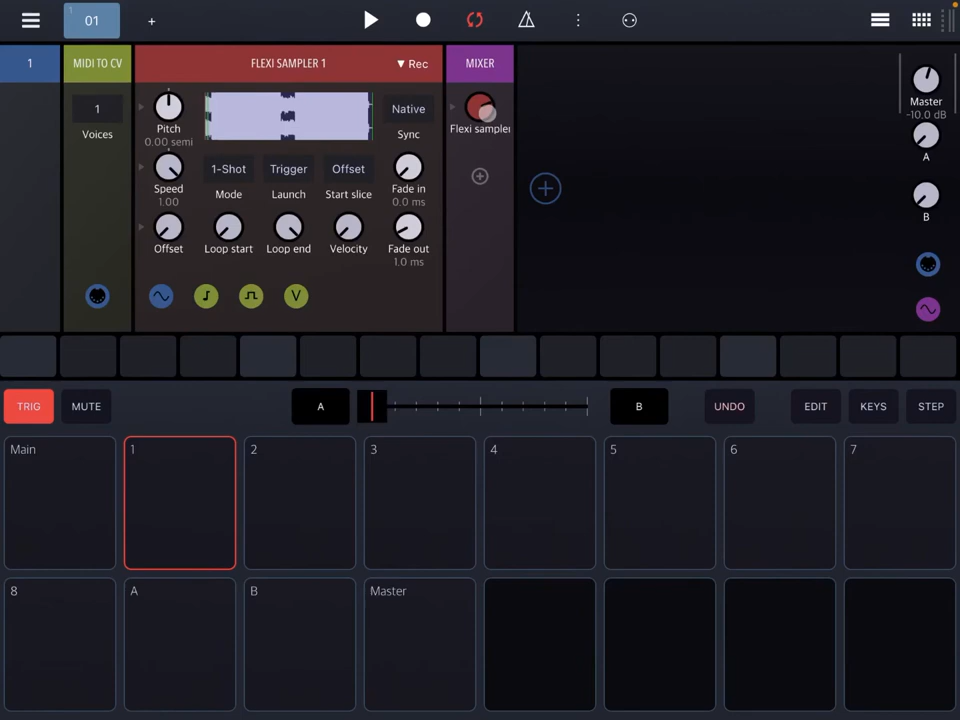 1
01
+
1
MIDI TO CV
FLEXI SAMPLER 1
▼ Rec
MIXER
1
Voices
Pitch
0.00 semi
Native
Sync
Flexi sampler
Master
-10.0 dB
A
Speed
1.00
1-Shot
Mode
Trigger
Launch
Offset
Start slice
Fade in
0.0 ms
B
Offset
Loop start
Loop end
Velocity
Fade out
1.0 ms
V
TRIG
MUTE
A
B
UNDO
EDIT
KEYS
STEP
Main
1
2
3
4
5
6
7
8
A
B
Master